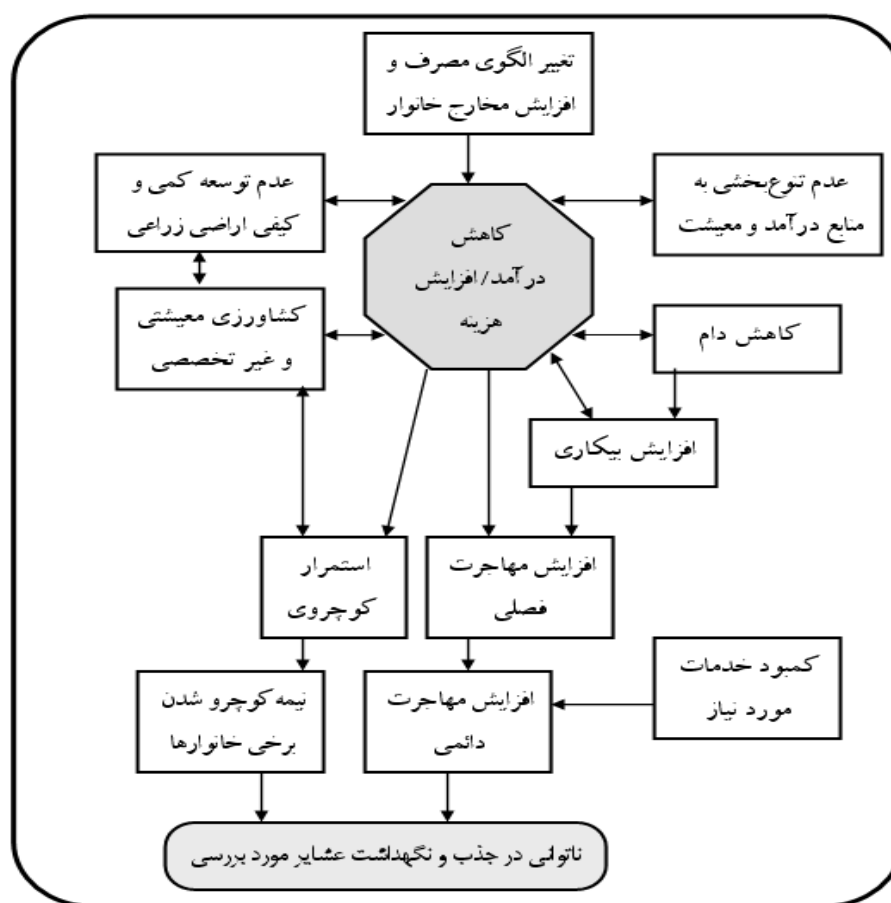 تغییر الگوی مصرف و
افزایش مخارج خانوار
عدم تنوع‌بخشی به
منابع درآمد و معیشت
عدم توسعه کمی و
کیفی اراضی زراعی
کاهش
درآمد/افزایش
هزینه
کاهش دام
کشاورزی معیشتی
و غیر تخصصی
افزایش بیکاری
افزایش مهاجرت
فصلی
استمرار
کوچروی
کمبود خدمات
مورد نیاز
افزایش مهاجرت
دائمی
نیمه کوچرو شدن
برخی خانوارها
ناتوانی در جذب و نگهداشت عشایر مورد بررسی